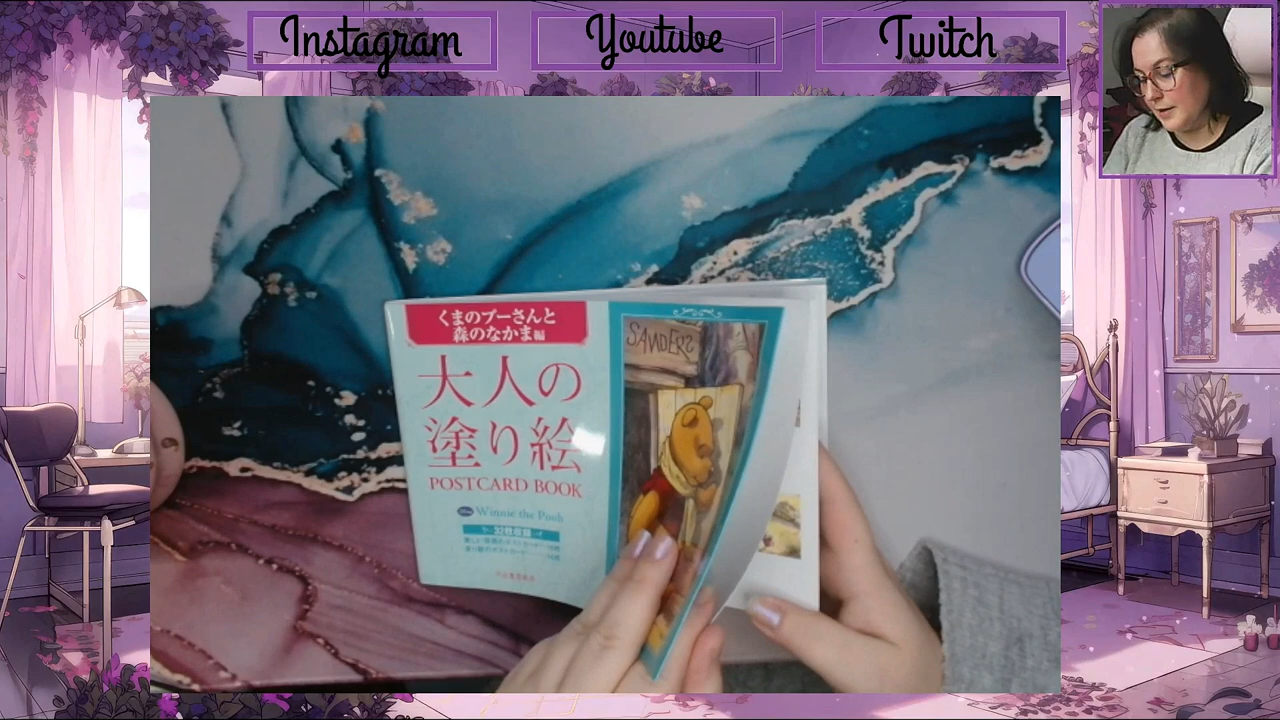 Instagram
Youtube
Twitch
くまのプーさんと
森のなかま編
SANDERS
大人の
塗り絵
POSTCARD BOOK
Disney Winnie the Pooh
32枚収録